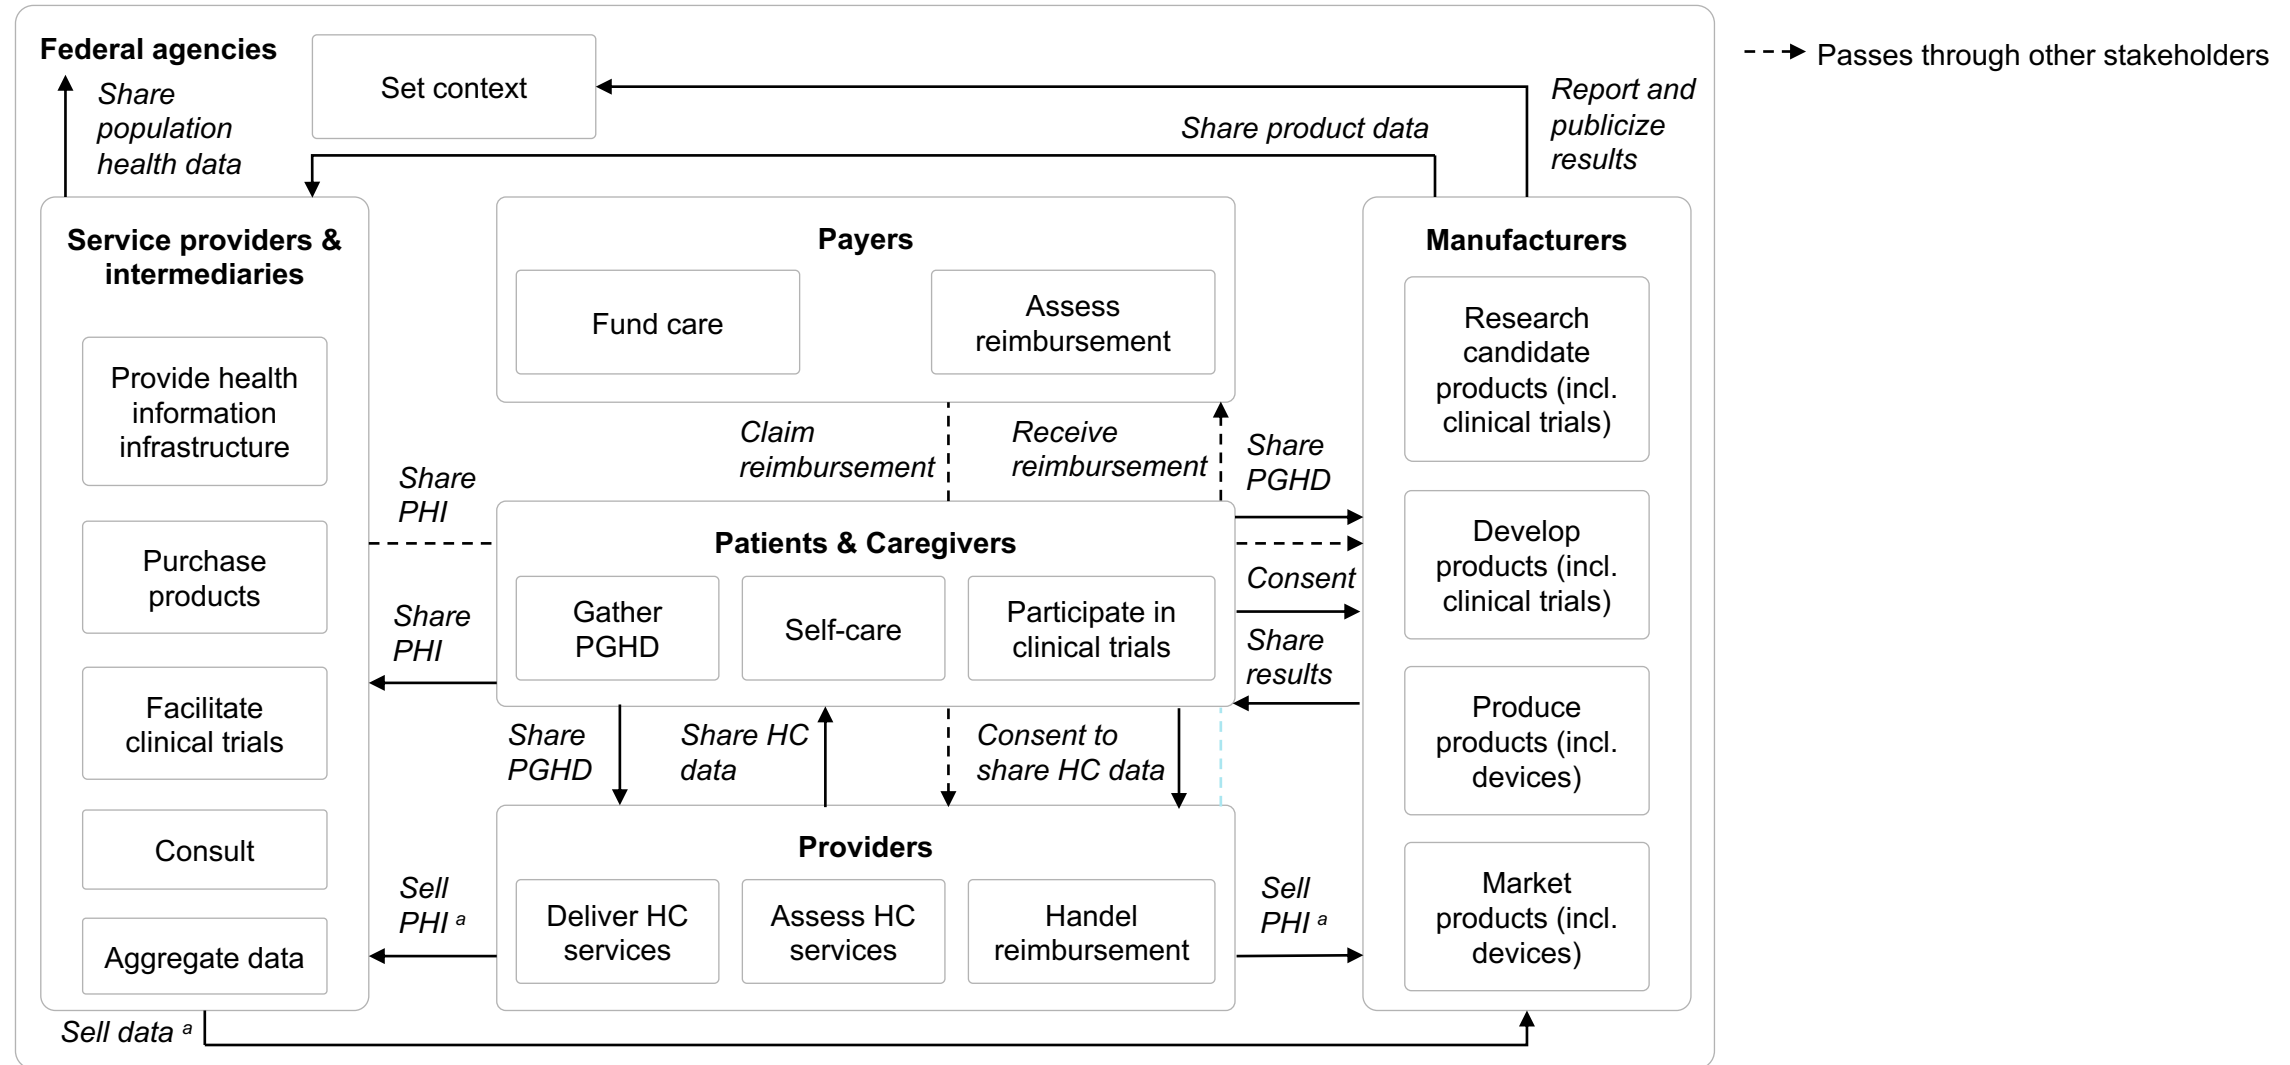 Federal agencies
Set context
Passes through other stakeholders
Share
population
health data
Share product data
Report and
publicize
results
Service providers &
intermediaries
Provide health
information
infrastructure
Purchase
products
Facilitate
clinical trials
Consult
Aggregate data
Payers
Fund care
Assess
reimbursement
Manufacturers
Research
candidate
products (incl.
clinical trials)
Develop
products (incl.
clinical trials)
Produce
products (incl.
devices)
Market
products (incl.
devices)
Claim
reimbursement
Receive
reimbursement
Share
PGHD
Share
PHI
Patients & Caregivers
Gather
PGHD
Self-care
Participate in
clinical trials
Consent
Share
PHI
Share
results
Share
PGHD
Share HC
data
Consent to
share HC data
Providers
Deliver HC
services
Assess HC
services
Handel
reimbursement
Sell
PHI a
Sell
PHI a
Sell data a